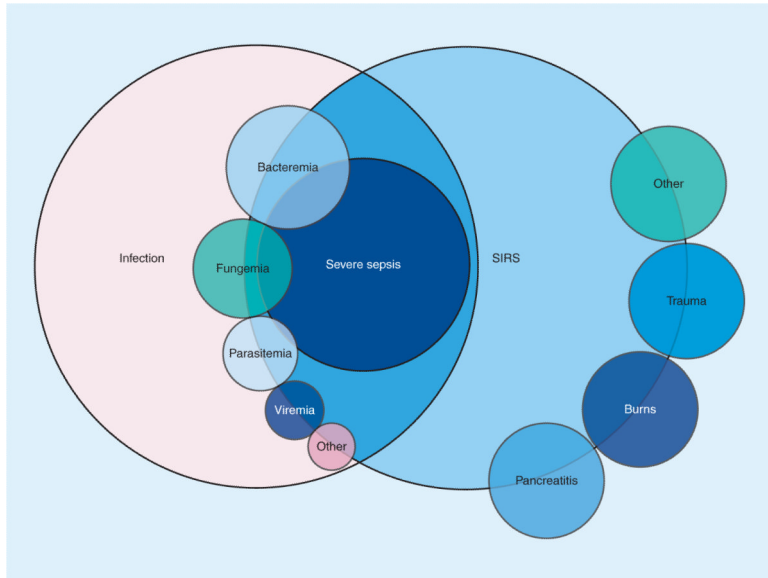 Bacteremia
Other
Infection
Fungemia
Severe sepsis
SIRS
Trauma
Parasitemia
Viremia
Burns
Other
Pancreatitis